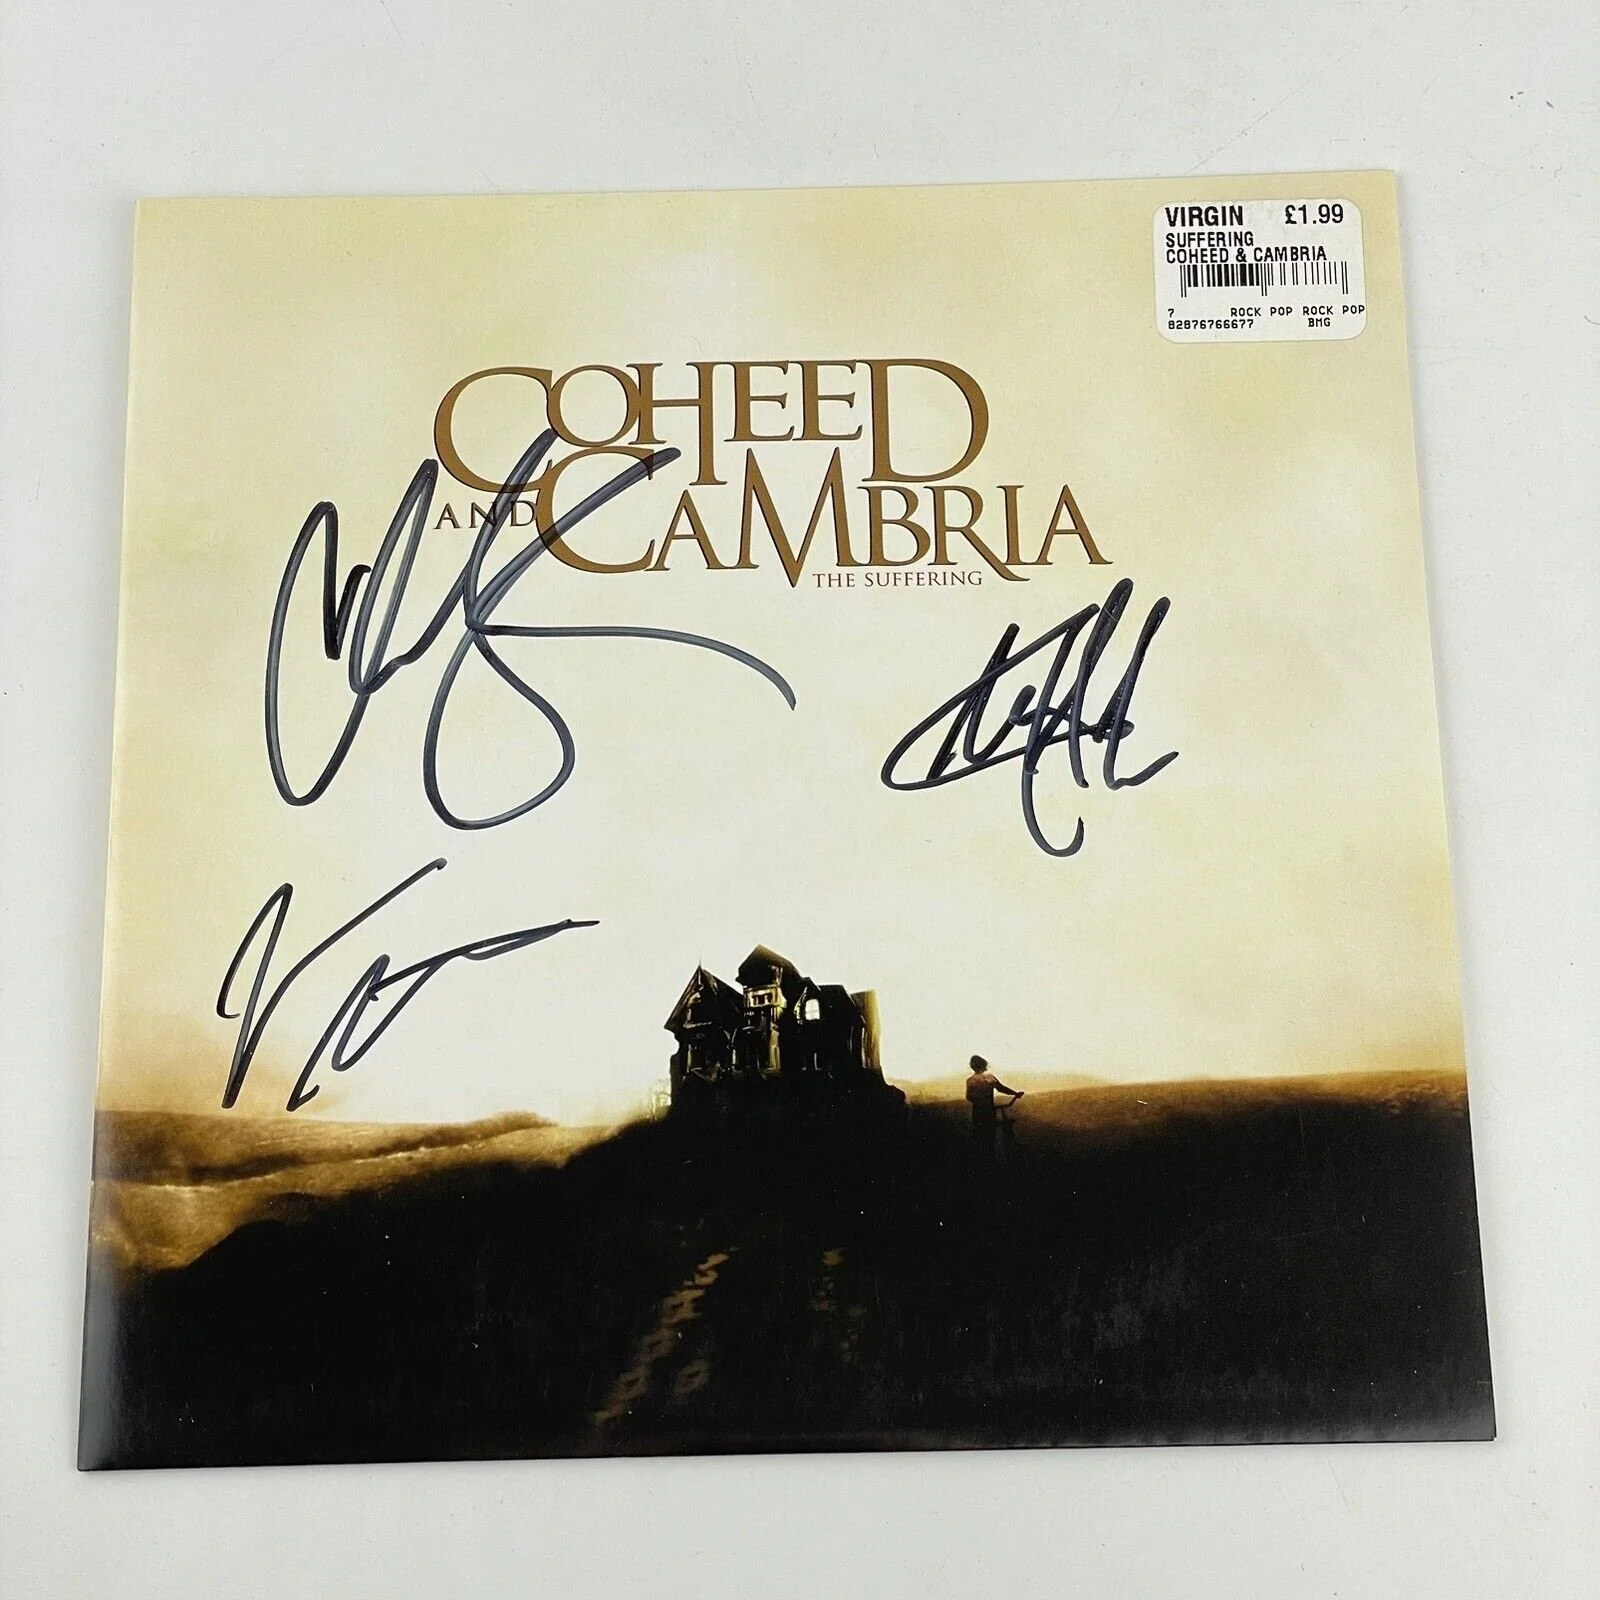 VIRGIN £1.99
SUFFERING
COHEED & CAMBRIA
7 ROCK POP ROCK POP
82876766677 BMG
COHEED
AND CAMBRIA
THE SUFFERING